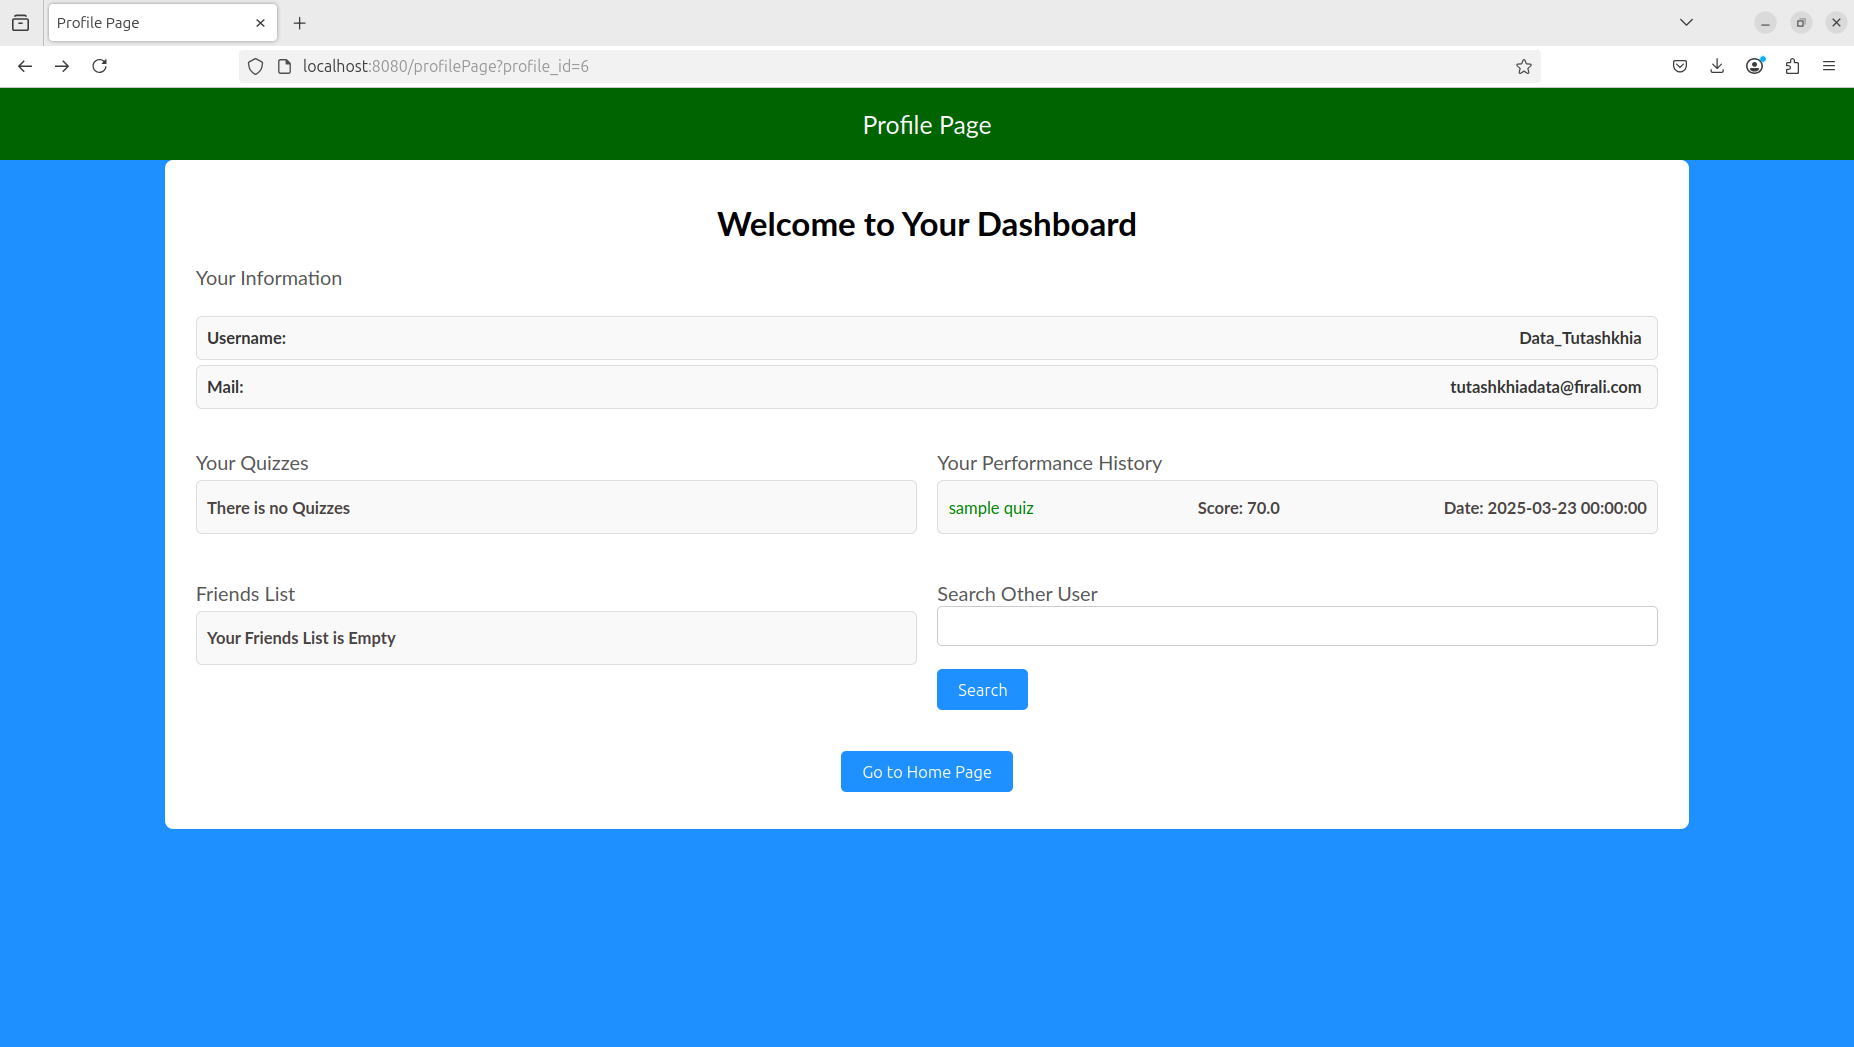 Profile Page
localhost:8080/profilePage?profile_id=6
Profile Page
Welcome to Your Dashboard
Your Information
Username: Data_Tutashkhia
Mail: tutashkhiadata@firali.com
Your Quizzes
There is no Quizzes
Your Performance History
sample quiz Score: 70.0 Date: 2025-03-23 00:00:00
Friends List
Your Friends List is Empty
Search Other User
Search
Go to Home Page